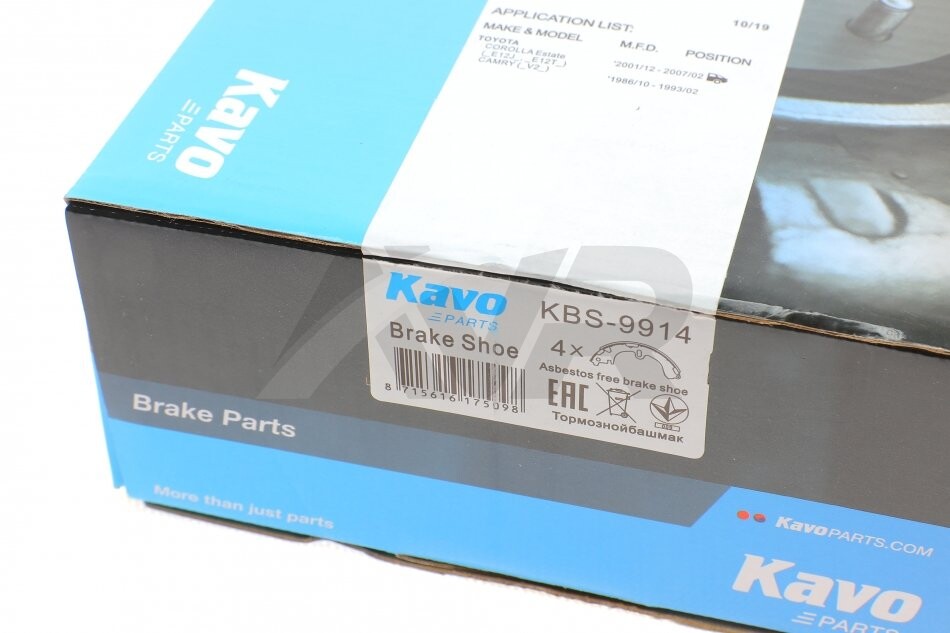 APPLICATION LIST: 10/19
MAKE & MODEL M.F.D. POSITION
TOYOTA
COROLLA Estate
(_E12J_, _E12T_) '2001/12 - 2007/02
CAMRY (_V2_) '1986/10 - 1993/02
Kavo
PARTS
Kavo
PARTS
KBS-9914
Brake Shoe
4x
Asbestos free brake shoe
8 715616 175098
EAC
Тормознойбашмак
Brake Parts
More than just parts
KavoPARTS.COM
Kavo
PARTS